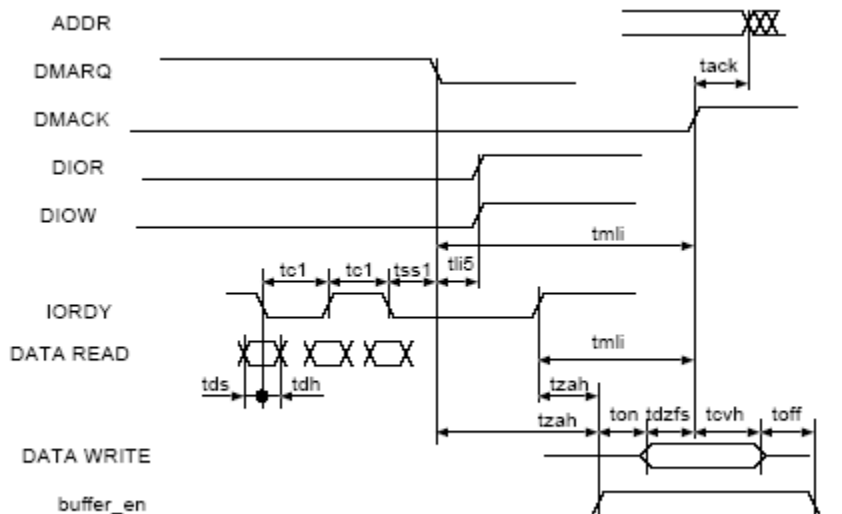 ADDR
DMARQ
tack
DMACK
DIOR
DIOW
tmli
tc1 tc1 tss1 tli5
IORDY
DATA READ
tmli
tds tdh
tzah
tzah ton tdzfs tcvh toff
DATA WRITE
buffer_en